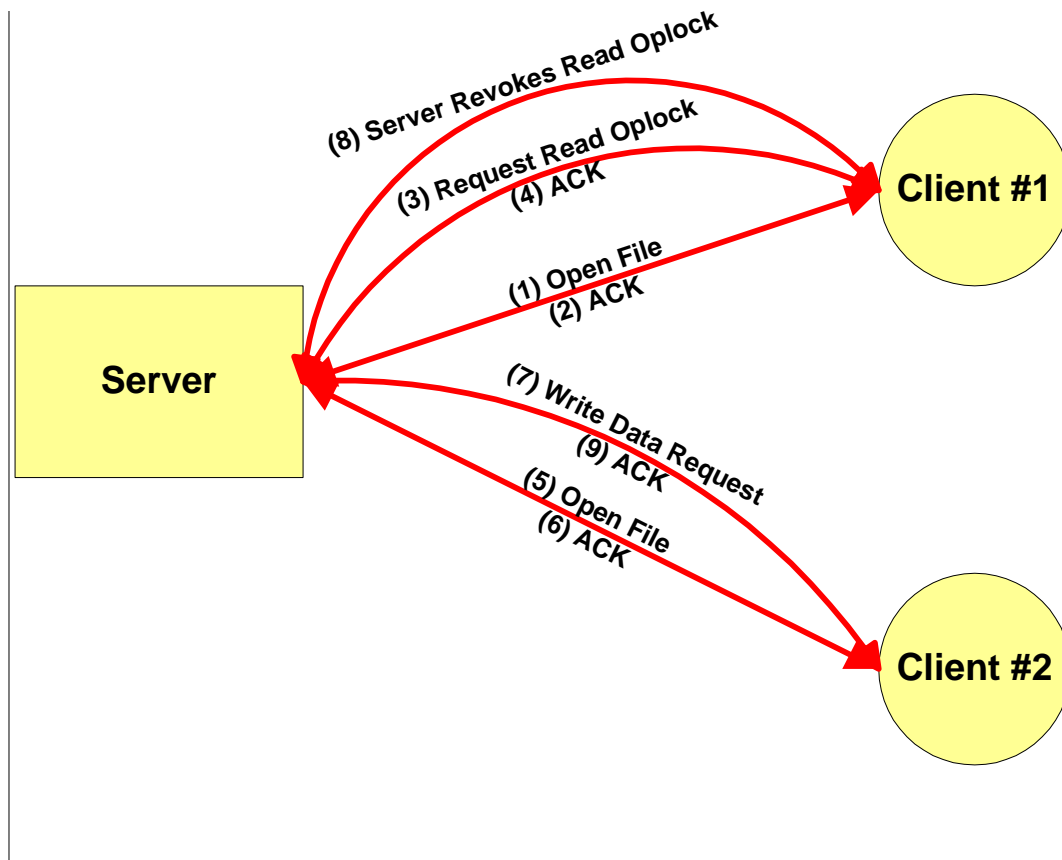 (8) Server Revokes Read Oplock
(3) Request Read Oplock
(4) ACK
Client #1
(1) Open File
(2) ACK
Server
(7) Write Data Request
(9) ACK
(5) Open File
(6) ACK
Client #2